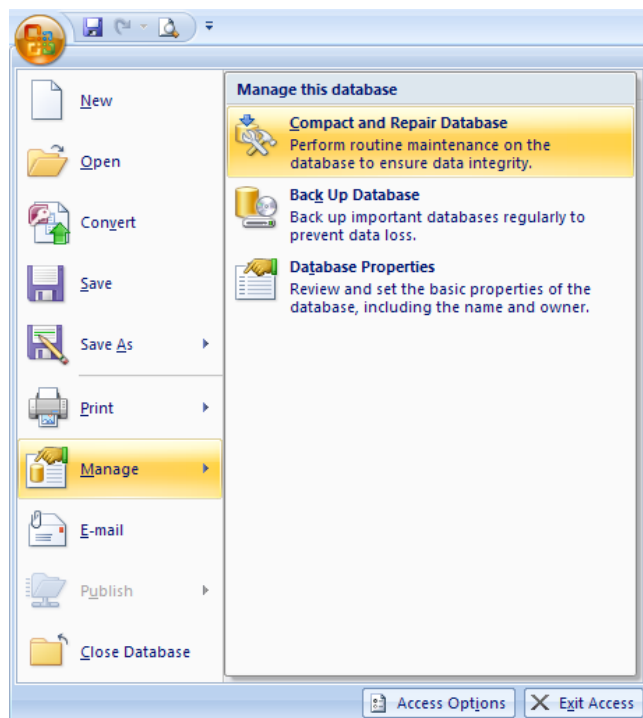 New
Open
Convert
Save
Save As
Print
Manage
E-mail
Publish
Close Database
Manage this database
Compact and Repair Database
Perform routine maintenance on the
database to ensure data integrity.
Back Up Database
Back up important databases regularly to
prevent data loss.
Database Properties
Review and set the basic properties of the
database, including the name and owner.
Access Options
Exit Access